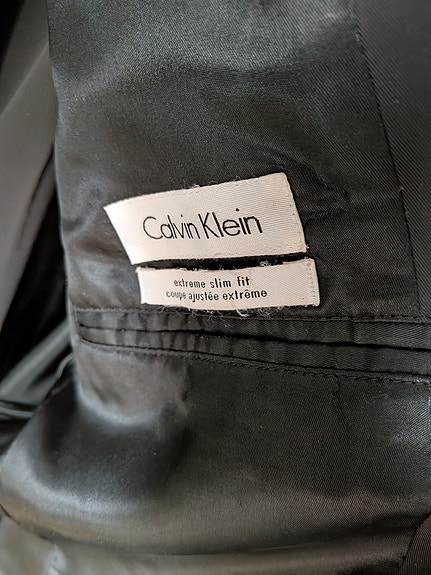 Calvin Klein
extreme slim fit
coupe ajustée extrême